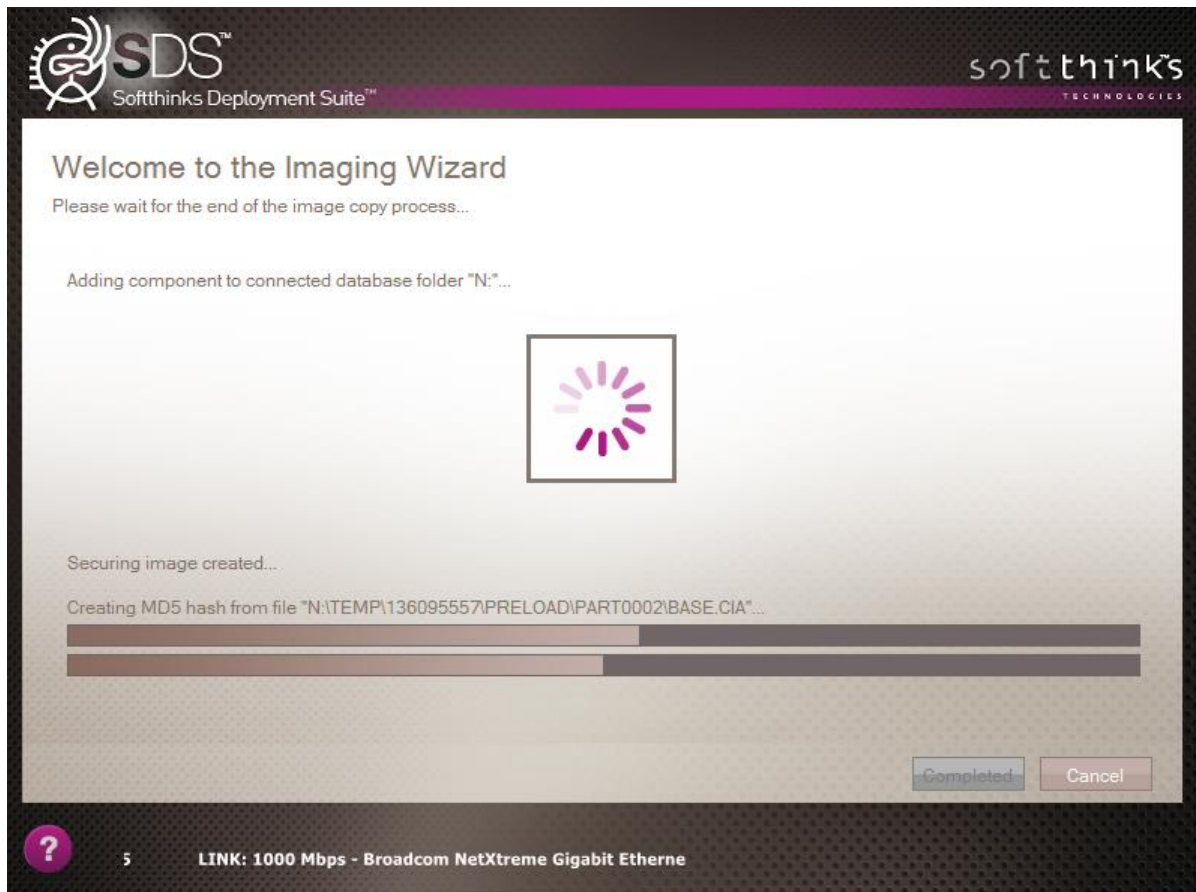 SDS™
Softthinks Deployment Suite™
softthinks
TECHNOLOGIES
Welcome to the Imaging Wizard
Please wait for the end of the image copy process...
Adding component to connected database folder "N:"...
Securing image created...
Creating MD5 hash from file "N:\TEMP\136095557\PRELOAD\PART0002\BASE.CIA"...
Completed
Cancel
? 5 LINK: 1000 Mbps - Broadcom NetXtreme Gigabit Etherne